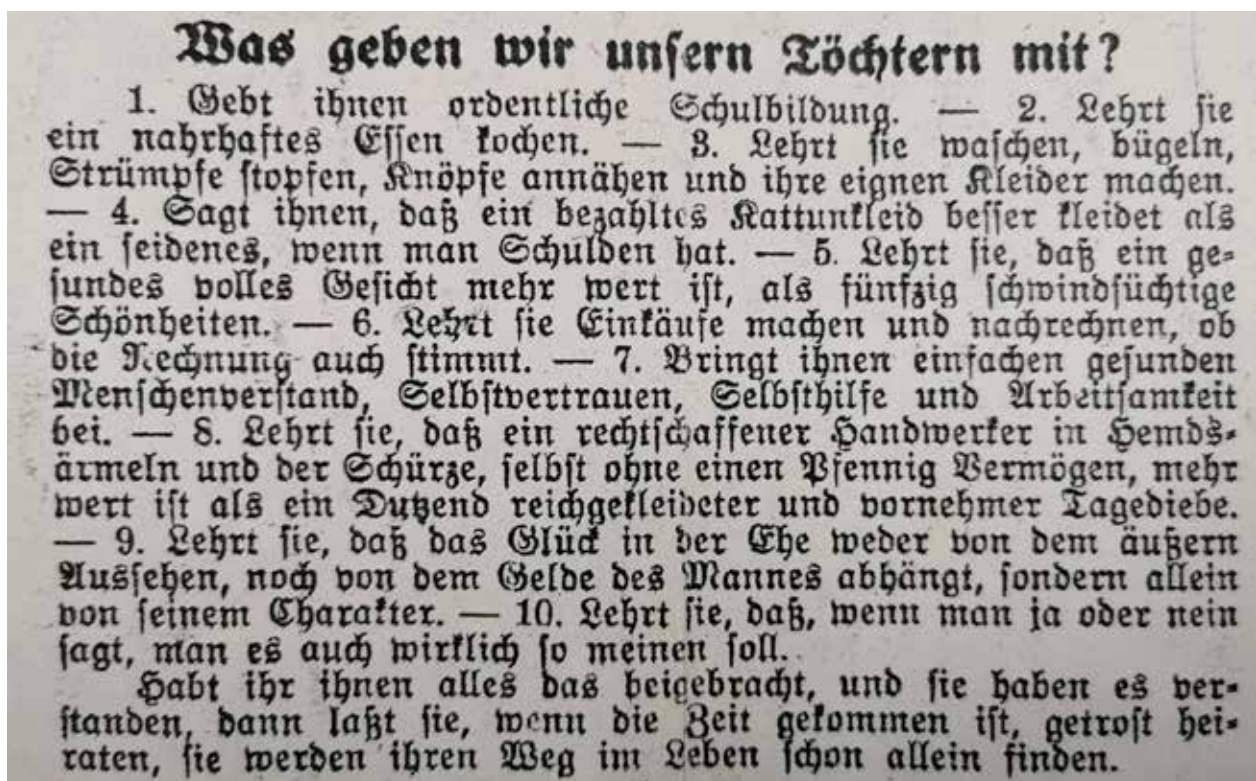 Was geben wir unsern Töchtern mit?
1. Gebt ihnen ordentliche Schulbildung. — 2. Lehrt sie
ein nahrhaftes Essen kochen. — 3. Lehrt sie waschen, bügeln,
Strümpfe stopfen, Knöpfe annähen und ihre eignen Kleider machen.
— 4. Sagt ihnen, daß ein bezahltes Kattunkleid besser kleidet als
ein seidenes, wenn man Schulden hat. — 5. Lehrt sie, daß ein ge-
sundes volles Gesicht mehr wert ist, als fünfzig schwindsüchtige
Schönheiten. — 6. Lehrt sie Einkäufe machen und nachrechnen, ob
die Rechnung auch stimmt. — 7. Bringt ihnen einfachen gesunden
Menschenverstand, Selbstvertrauen, Selbsthilfe und Arbeitsamkeit
bei. — 8. Lehrt sie, daß ein rechtschaffener Handwerker in Hemds-
ärmeln und der Schürze, selbst ohne einen Pfennig Vermögen, mehr
wert ist als ein Dutzend reichgekleideter und vornehmer Tagediebe.
— 9. Lehrt sie, daß das Glück in der Ehe weder von dem äußern
Aussehen, noch von dem Gelde des Mannes abhängt, sondern allein
von seinem Charakter. — 10. Lehrt sie, daß, wenn man ja oder nein
sagt, man es auch wirklich so meinen soll.
Habt ihr ihnen alles das beigebracht, und sie haben es ver-
standen, dann laßt sie, wenn die Zeit gekommen ist, getrost hei-
raten, sie werden ihren Weg im Leben schon allein finden.